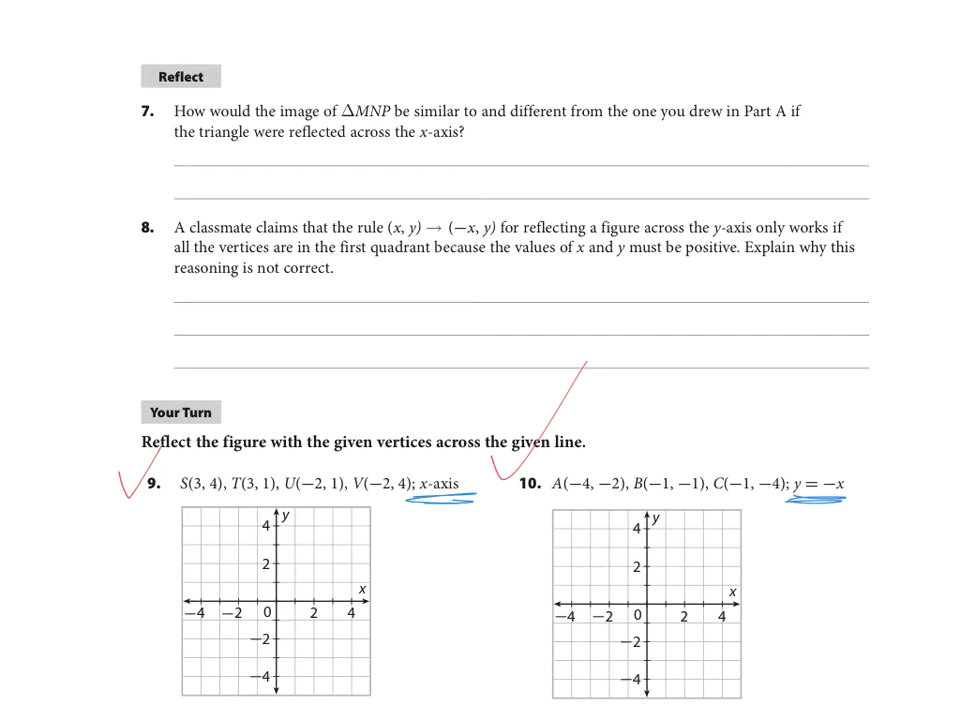 Reflect
7. How would the image of △MNP be similar to and different from the one you drew in Part A if
the triangle were reflected across the x-axis?
8. A classmate claims that the rule (x, y) → (−x, y) for reflecting a figure across the y-axis only works if
all the vertices are in the first quadrant because the values of x and y must be positive. Explain why this
reasoning is not correct.
Your Turn
Reflect the figure with the given vertices across the given line.
9. S(3, 4), T(3, 1), U(−2, 1), V(−2, 4); x-axis
10. A(−4, −2), B(−1, −1), C(−1, −4); y = −x
4 y
2
x
−4 −2 0 2 4
−2
−4
4 y
2
x
−4 −2 0 2 4
−2
−4